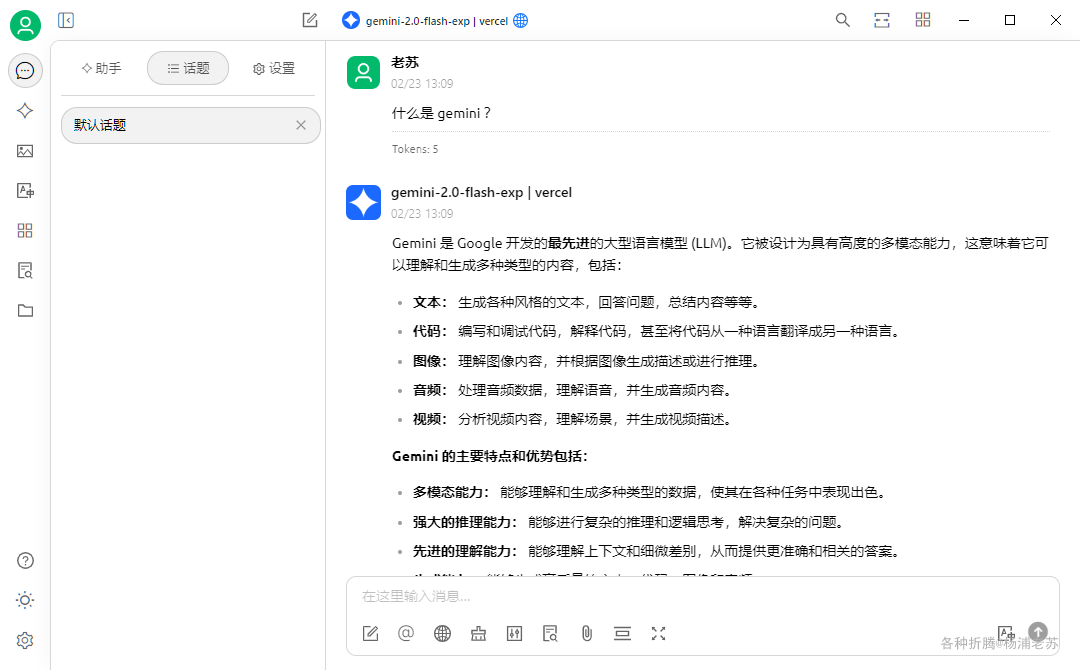 gemini-2.0-flash-exp | vercel
助手
话题
设置
默认话题
老苏
02/23 13:09
什么是 gemini？
Tokens: 5
gemini-2.0-flash-exp | vercel
02/23 13:09
Gemini 是 Google 开发的最先进的大型语言模型 (LLM)。它被设计为具有高度的多模态能力，这意味着它可
以理解和生成多种类型的内容，包括：
文本： 生成各种风格的文本，回答问题，总结内容等等。
代码： 编写和调试代码，解释代码，甚至将代码从一种语言翻译成另一种语言。
图像： 理解图像内容，并根据图像生成描述或进行推理。
音频： 处理音频数据，理解语音，并生成音频内容。
视频： 分析视频内容，理解场景，并生成视频描述。
Gemini 的主要特点和优势包括：
多模态能力： 能够理解和生成多种类型的数据，使其在各种任务中表现出色。
强大的推理能力： 能够进行复杂的推理和逻辑思考，解决复杂的问题。
先进的理解能力： 能够理解上下文和细微差别，从而提供更准确和相关的答案。
在这里输入消息...
各种折腾@杨浦老苏